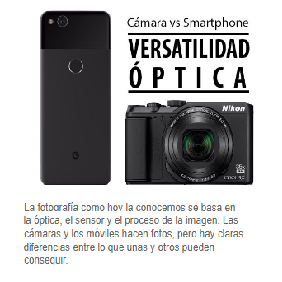 Cámara vs Smartphone
VERSATILIDAD
ÓPTICA
Nikon
La fotografía como hoy la conocemos se basa en
la óptica, el sensor y el proceso de la imagen. Las
cámaras y los móviles hacen fotos, pero hay claras
diferencias entre lo que unas y otros pueden
conseguir.